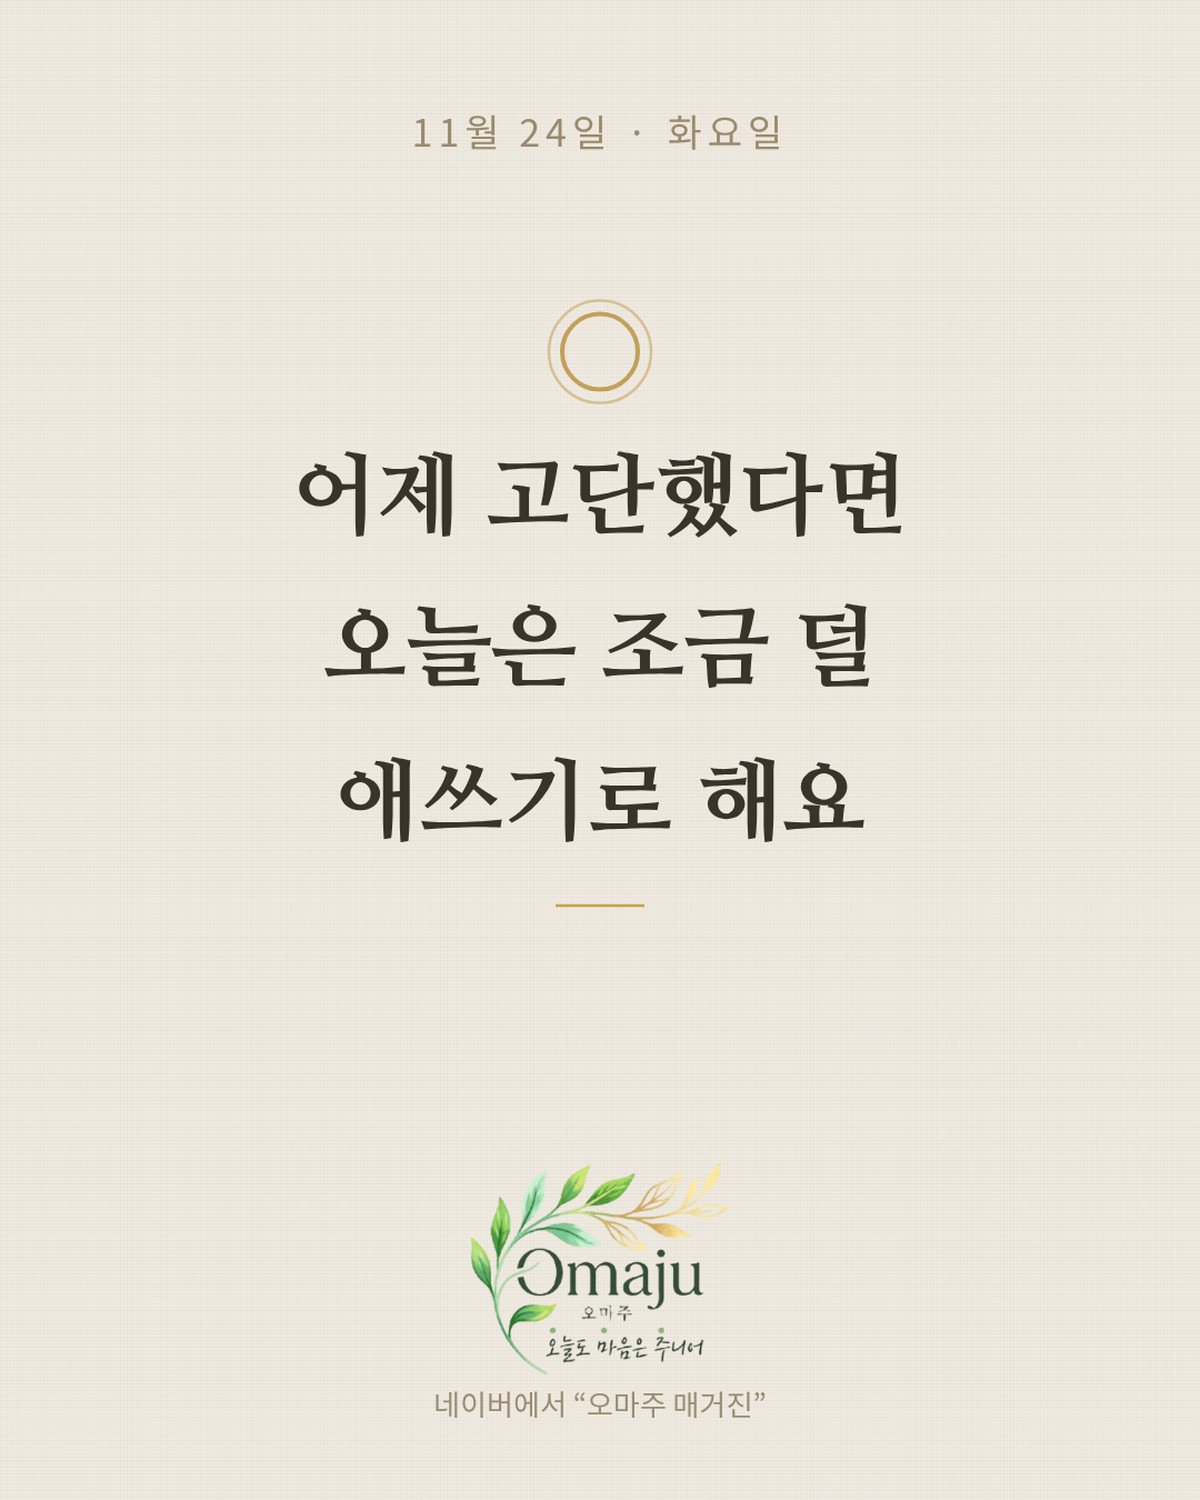 11월 24일 · 화요일
어제 고단했다면
오늘은 조금 덜
애쓰기로 해요
Omaju
오마주
오늘도 마음은 주니어
네이버에서 “오마주 매거진”